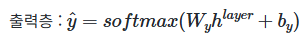 출력층 : ŷ = softmax(W_y h^{layer} + b_y)